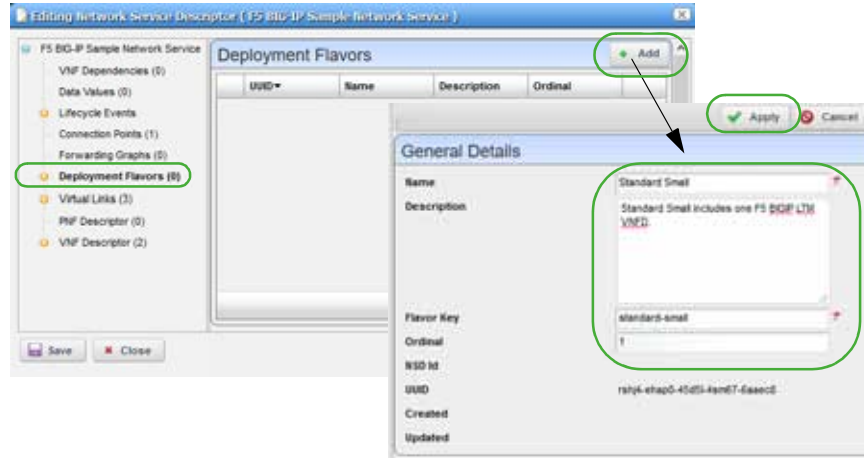 Editing Network Service Descriptor ( F5 BIG-IP Sample Network Service )
F5 BIG-IP Sample Network Service
VNF Dependencies (0)
Data Values (0)
Lifecycle Events
Connection Points (1)
Forwarding Graphs (0)
Deployment Flavors (0)
Virtual Links (3)
PNF Descriptor (0)
VNF Descriptor (2)
Save
Close
Deployment Flavors
Add
UUID Name Description Ordinal
Apply Cancel
General Details
Name Standard Small
Description Standard Small includes one F5 BIGIP LTM
VNFD.
Flavor Key standard-small
Ordinal 1
NSD Id
UUID
Created
Updated